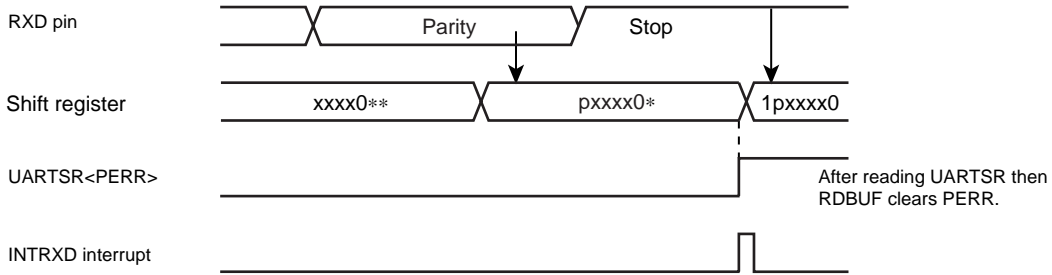 RXD pin
Parity
Stop
Shift register
xxxx0**
pxxxx0*
1pxxxx0
UARTSR<PERR>
After reading UARTSR then
RDBUF clears PERR.
INTRXD interrupt